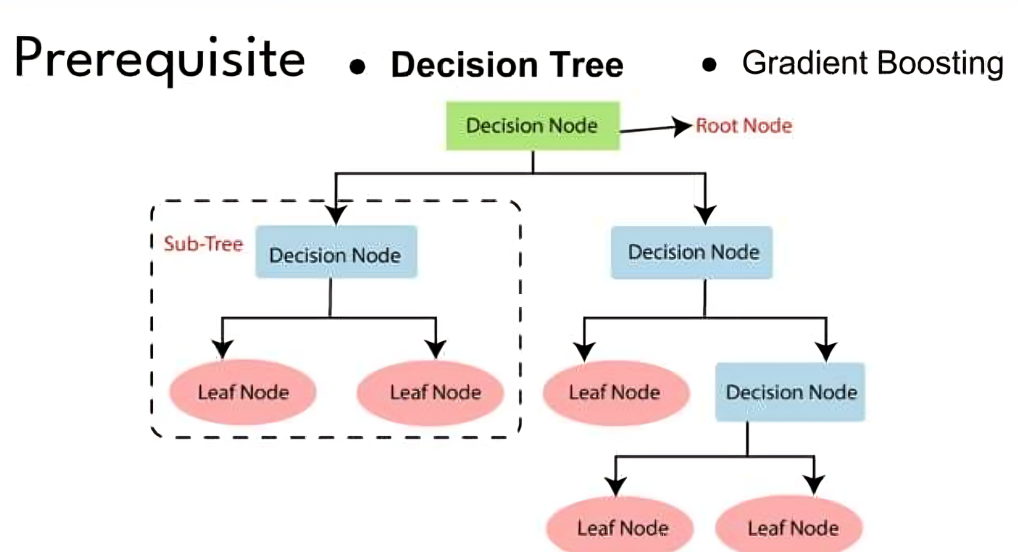 Prerequisite • Decision Tree • Gradient Boosting
Decision Node Root Node
Sub-Tree Decision Node Decision Node
Leaf Node Leaf Node Leaf Node Decision Node
Leaf Node Leaf Node